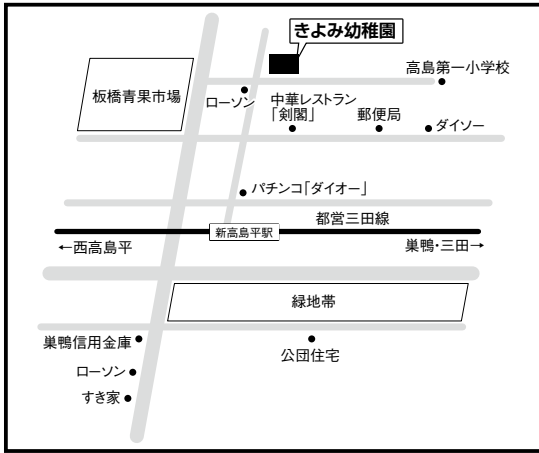 きよみ幼稚園
高島第一小学校
板橋青果市場
ローソン
中華レストラン
「剣閣」
郵便局
ダイソー
パチンコ「ダイオー」
都営三田線
新高島平駅
←西高島平
巣鴨・三田→
緑地帯
巣鴨信用金庫
公団住宅
ローソン
すき家